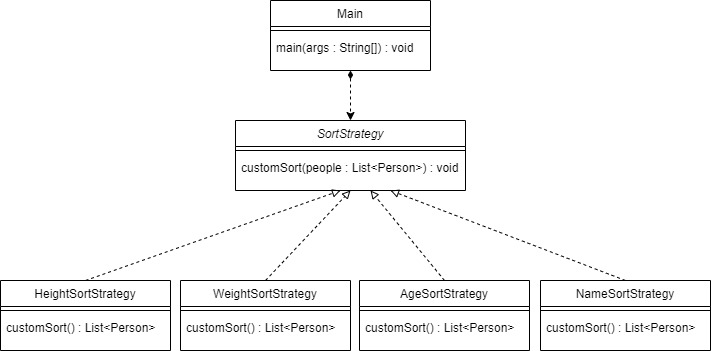 Main
main(args : String[]) : void
SortStrategy
customSort(people : List<Person>) : void
HeightSortStrategy
customSort() : List<Person>
WeightSortStrategy
customSort() : List<Person>
AgeSortStrategy
customSort() : List<Person>
NameSortStrategy
customSort() : List<Person>